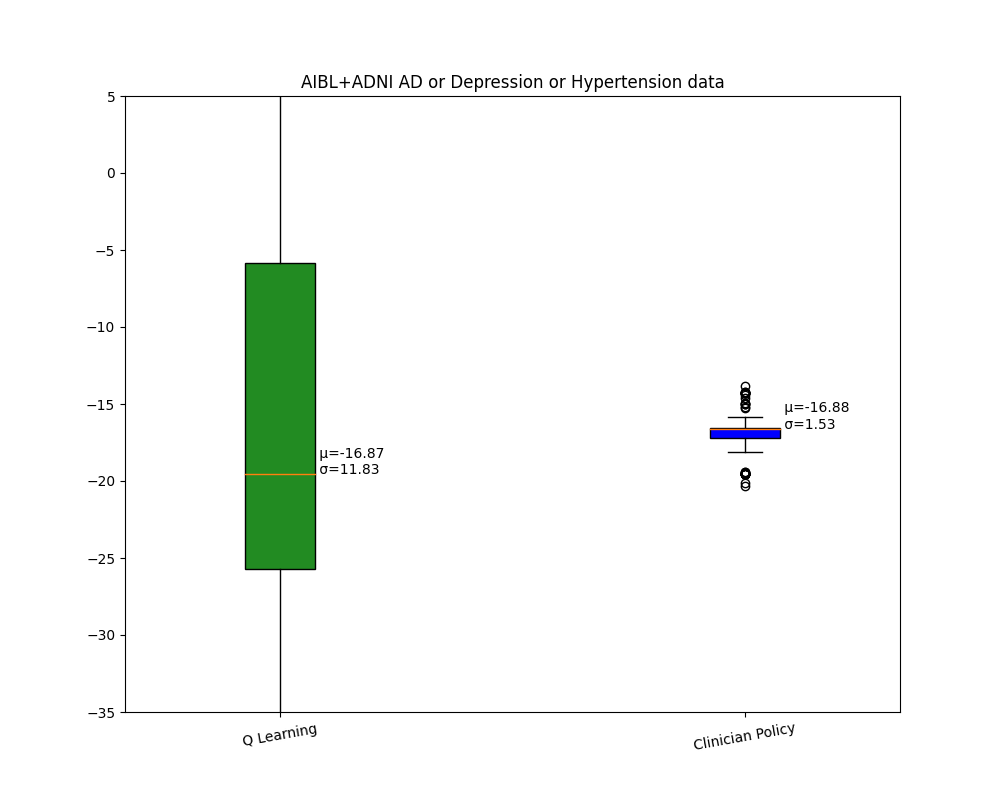 AIBL+ADNI AD or Depression or Hypertension data
5
0
−5
−10
−15
−20
−25
−30
−35
μ=-16.87
σ=11.83
μ=-16.88
σ=1.53
Q Learning
Clinician Policy